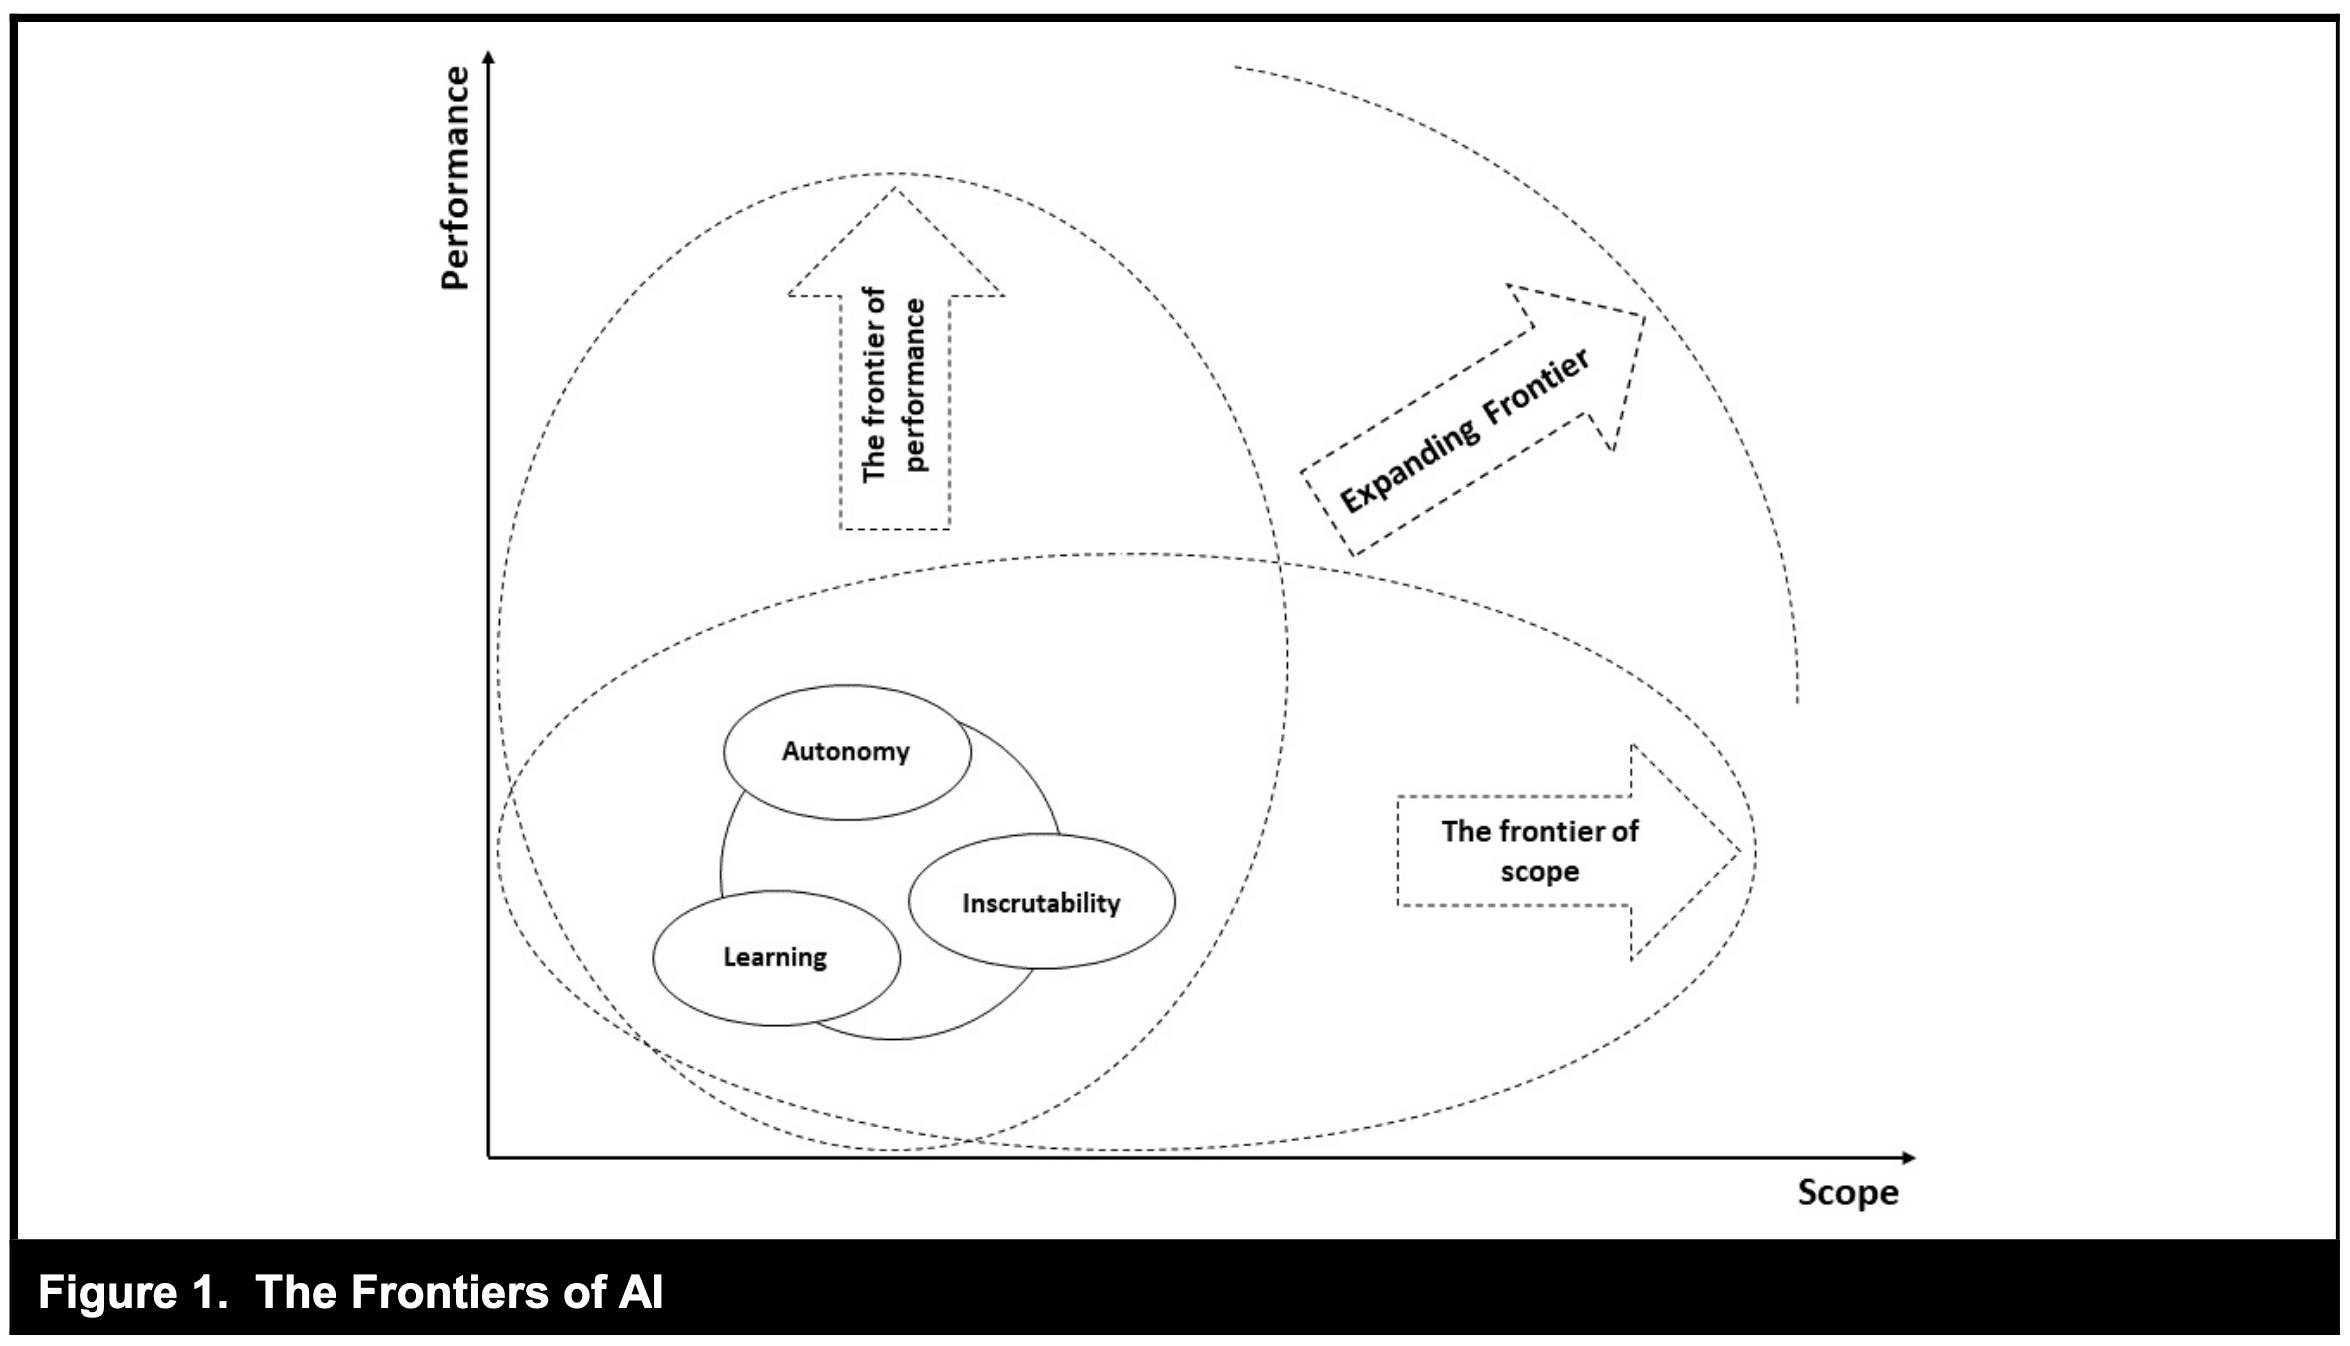 Performance
The frontier of
performance
Expanding Frontier
Autonomy
Inscrutability
Learning
The frontier of
scope
Scope
Figure 1.  The Frontiers of AI